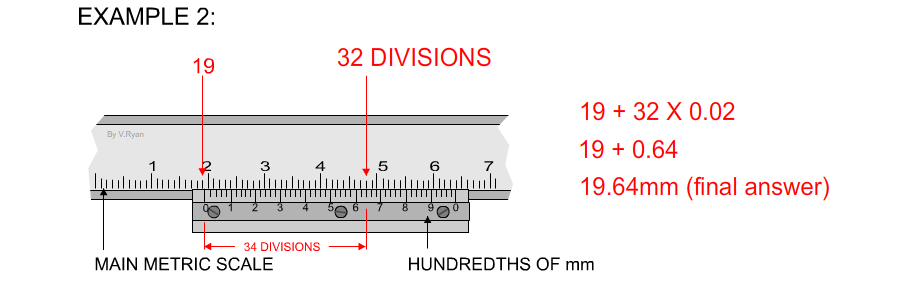 EXAMPLE 2:
19
32 DIVISIONS
19 + 32 X 0.02
19 + 0.64
19.64mm (final answer)
By V.Ryan
1 2 3 4 5 6 7
0 1 2 3 4 5 6 7 8 9 0
34 DIVISIONS
MAIN METRIC SCALE
HUNDREDTHS OF mm